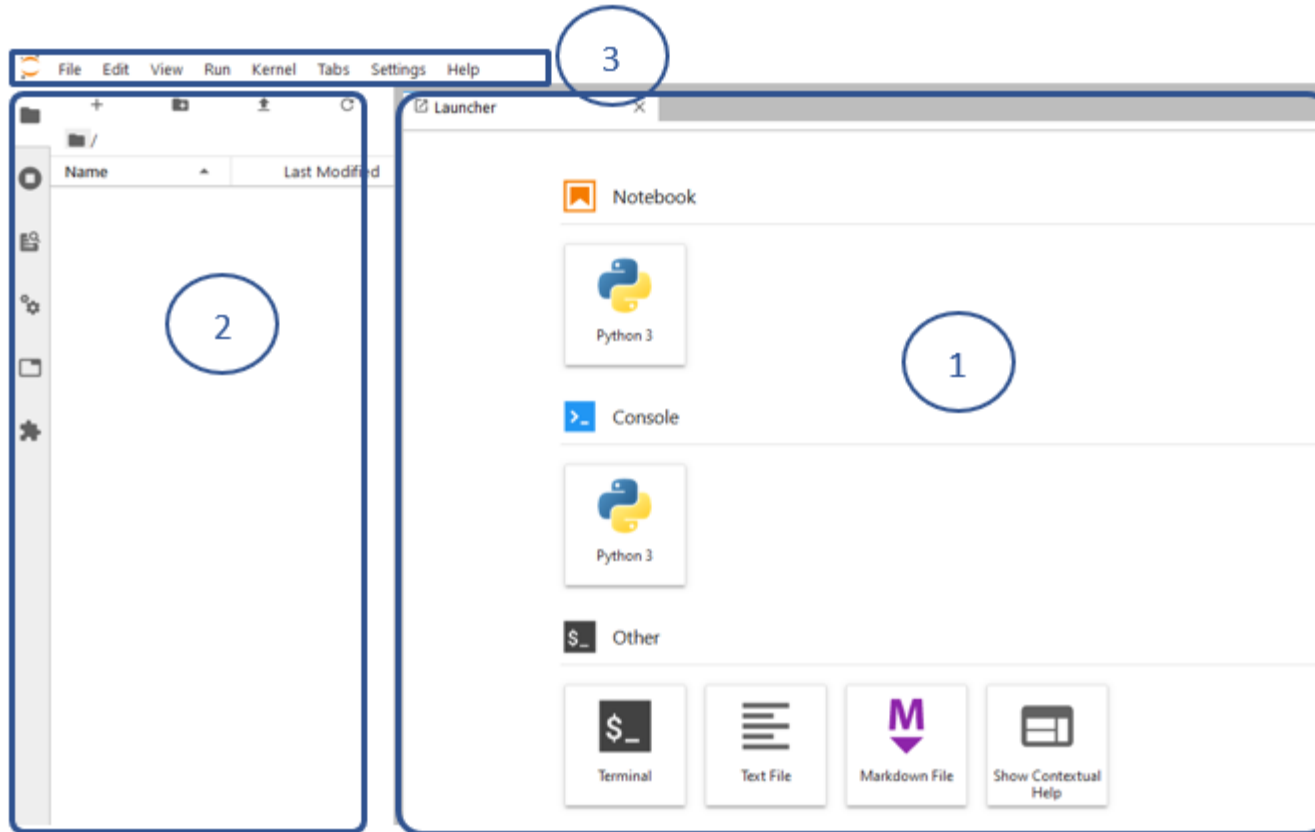 3
File Edit View Run Kernel Tabs Settings Help
Launcher
/
Name Last Modified
Notebook
Python 3
2
1
Console
Python 3
$_ Other
$_
M
Terminal Text File Markdown File Show Contextual
Help